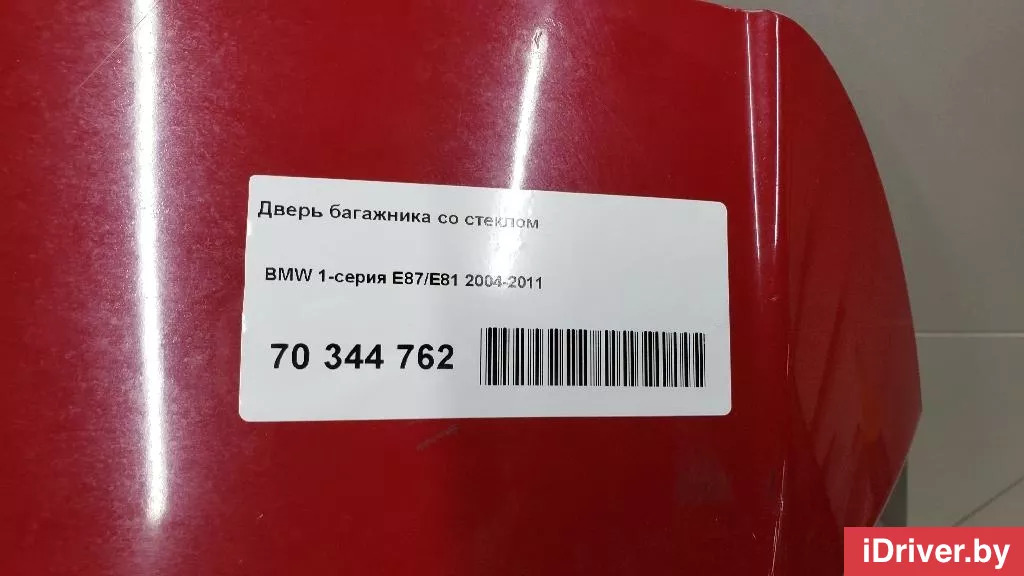 Дверь багажника со стеклом
BMW 1-серия E87/E81 2004-2011
70 344 762
iDriver.by